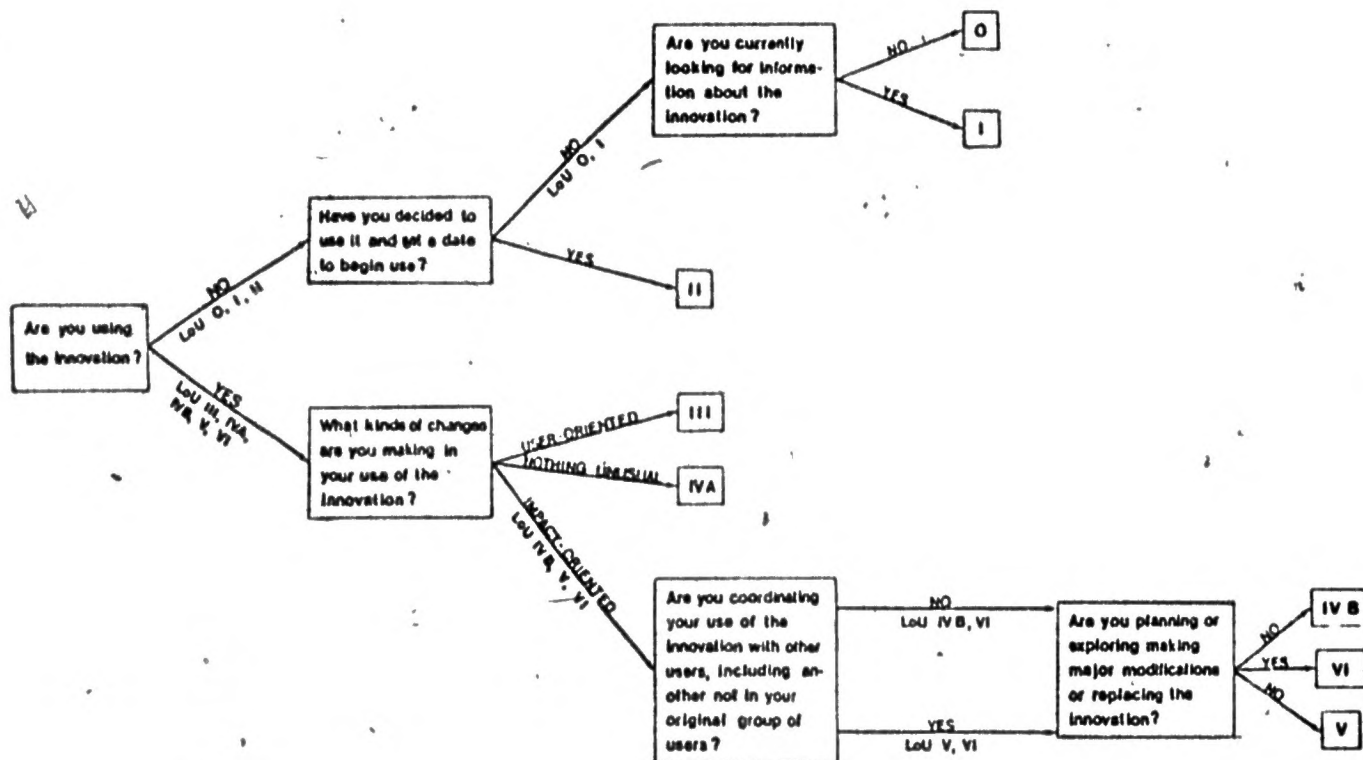 Are you currently
looking for informa-
tion about the
innovation?
NO
O
YES
I
NO
LoU O, I
Have you decided to
use it and set a date
to begin use?
YES
II
NO
LoU O, I, II
Are you using
the innovation?
YES
LoU III, IVA,
IVB, V, VI
What kinds of changes
are you making in
your use of the
innovation?
USER-ORIENTED
III
NOTHING UNUSUAL
IVA
IMPACT-ORIENTED
LoU IVB, V, VI
Are you coordinating
your use of the
innovation with other
users, including an-
other not in your
original group of
users?
NO
LoU IVB, VI
YES
LoU V, VI
Are you planning or
exploring making
major modifications
or replacing the
innovation?
NO
IV B
YES
VI
NO
V